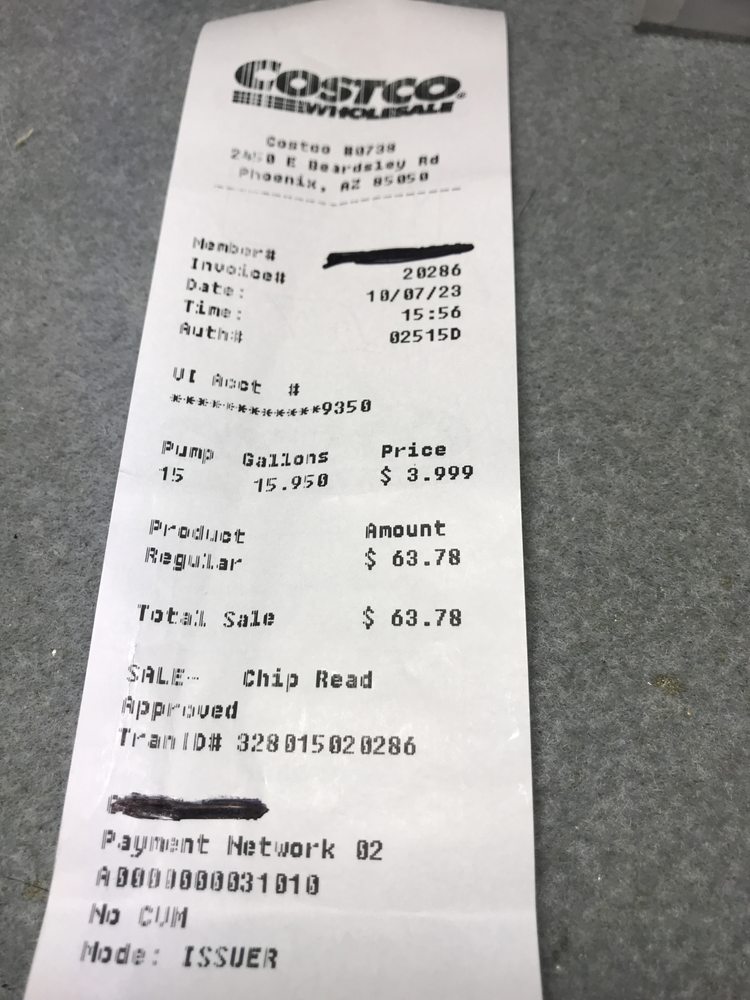 COSTCO
WHOLESALE
Costco #0739
2450 E Beardsley Rd
Phoenix, AZ 85050
Member#
Invoice# 20286
Date: 10/07/23
Time: 15:56
Auth# 02515D
VI Acct #
************9350
Pump Gallons Price
15 15.950 $ 3.999
Product Amount
Regular $ 63.78
Total Sale $ 63.78
SALE- Chip Read
Approved
TranID# 328015020286
Payment Network 02
A0000000031010
No CVM
Mode: ISSUER